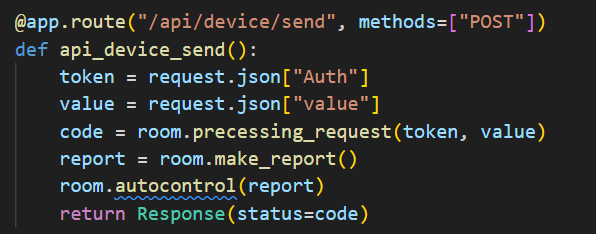 @app.route("/api/device/send", methods=["POST"])
def api_device_send():
    token = request.json["Auth"]
    value = request.json["value"]
    code = room.precessing_request(token, value)
    report = room.make_report()
    room.autocontrol(report)
    return Response(status=code)